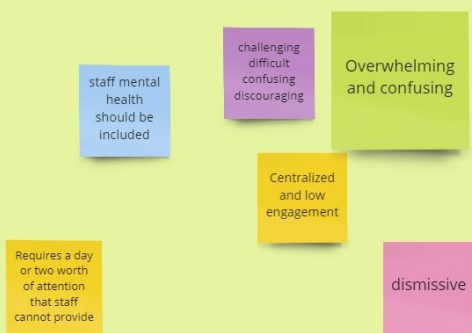 challenging
difficult
confusing
discouraging
Overwhelming
and confusing
staff mental
health
should be
included
Centralized
and low
engagement
Requires a day
or two worth
of attention
that staff
cannot provide
dismissive